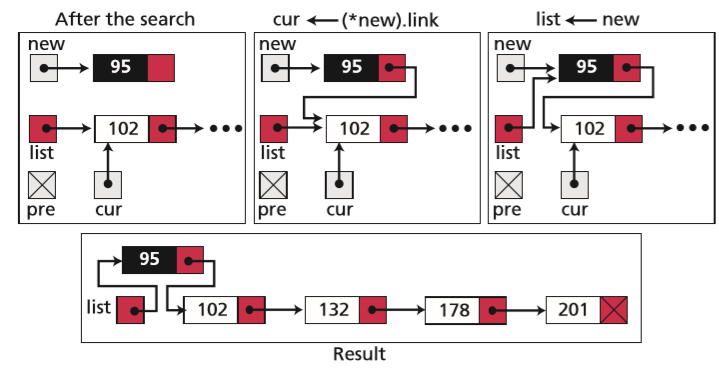 After the search
cur ← (*new).link
list ← new
new
95
102
•••
list
pre
cur
new
95
102
•••
list
pre
cur
new
95
102
•••
list
pre
cur
95
list
102
132
178
201
Result